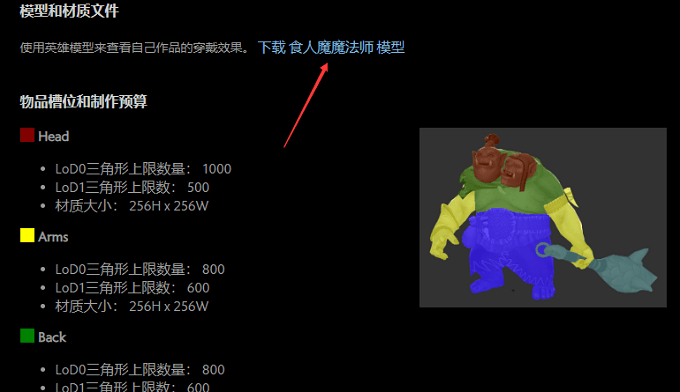 模型和材质文件
使用英雄模型来查看自己作品的穿戴效果。 下载 食人魔魔法师 模型
物品槽位和制作预算
Head
• LoD0三角形上限数量： 1000
• LoD1三角形上限数： 500
• 材质大小： 256H x 256W
Arms
• LoD0三角形上限数量： 800
• LoD1三角形上限数： 600
• 材质大小： 256H x 256W
Back
• LoD0三角形上限数量： 800
• LoD1三角形上限数： 600